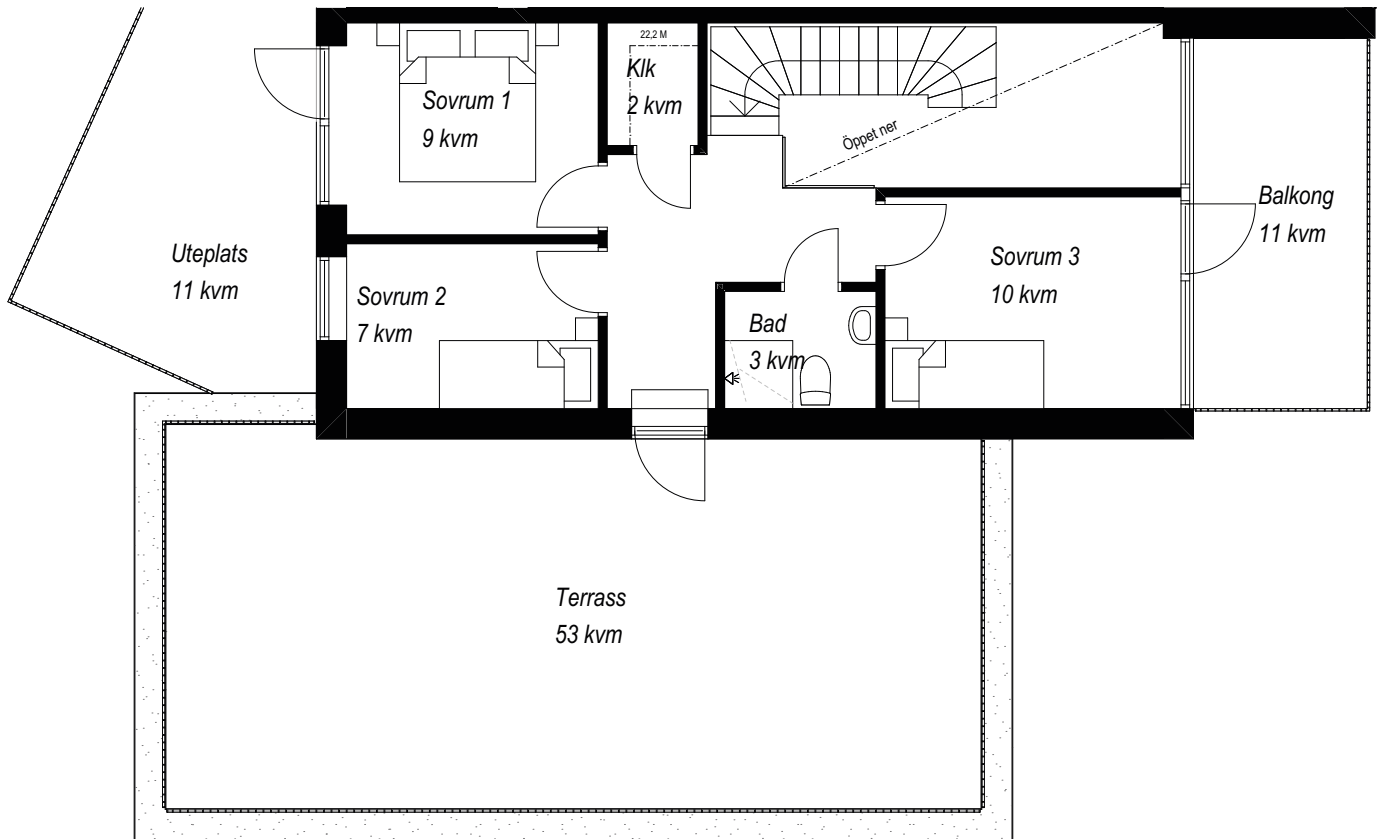 22,2 M
Klk
2 kvm
Sovrum 1
9 kvm
Öppet ner
Balkong
11 kvm
Uteplats
11 kvm
Sovrum 2
7 kvm
Sovrum 3
10 kvm
Bad
3 kvm
Terrass
53 kvm